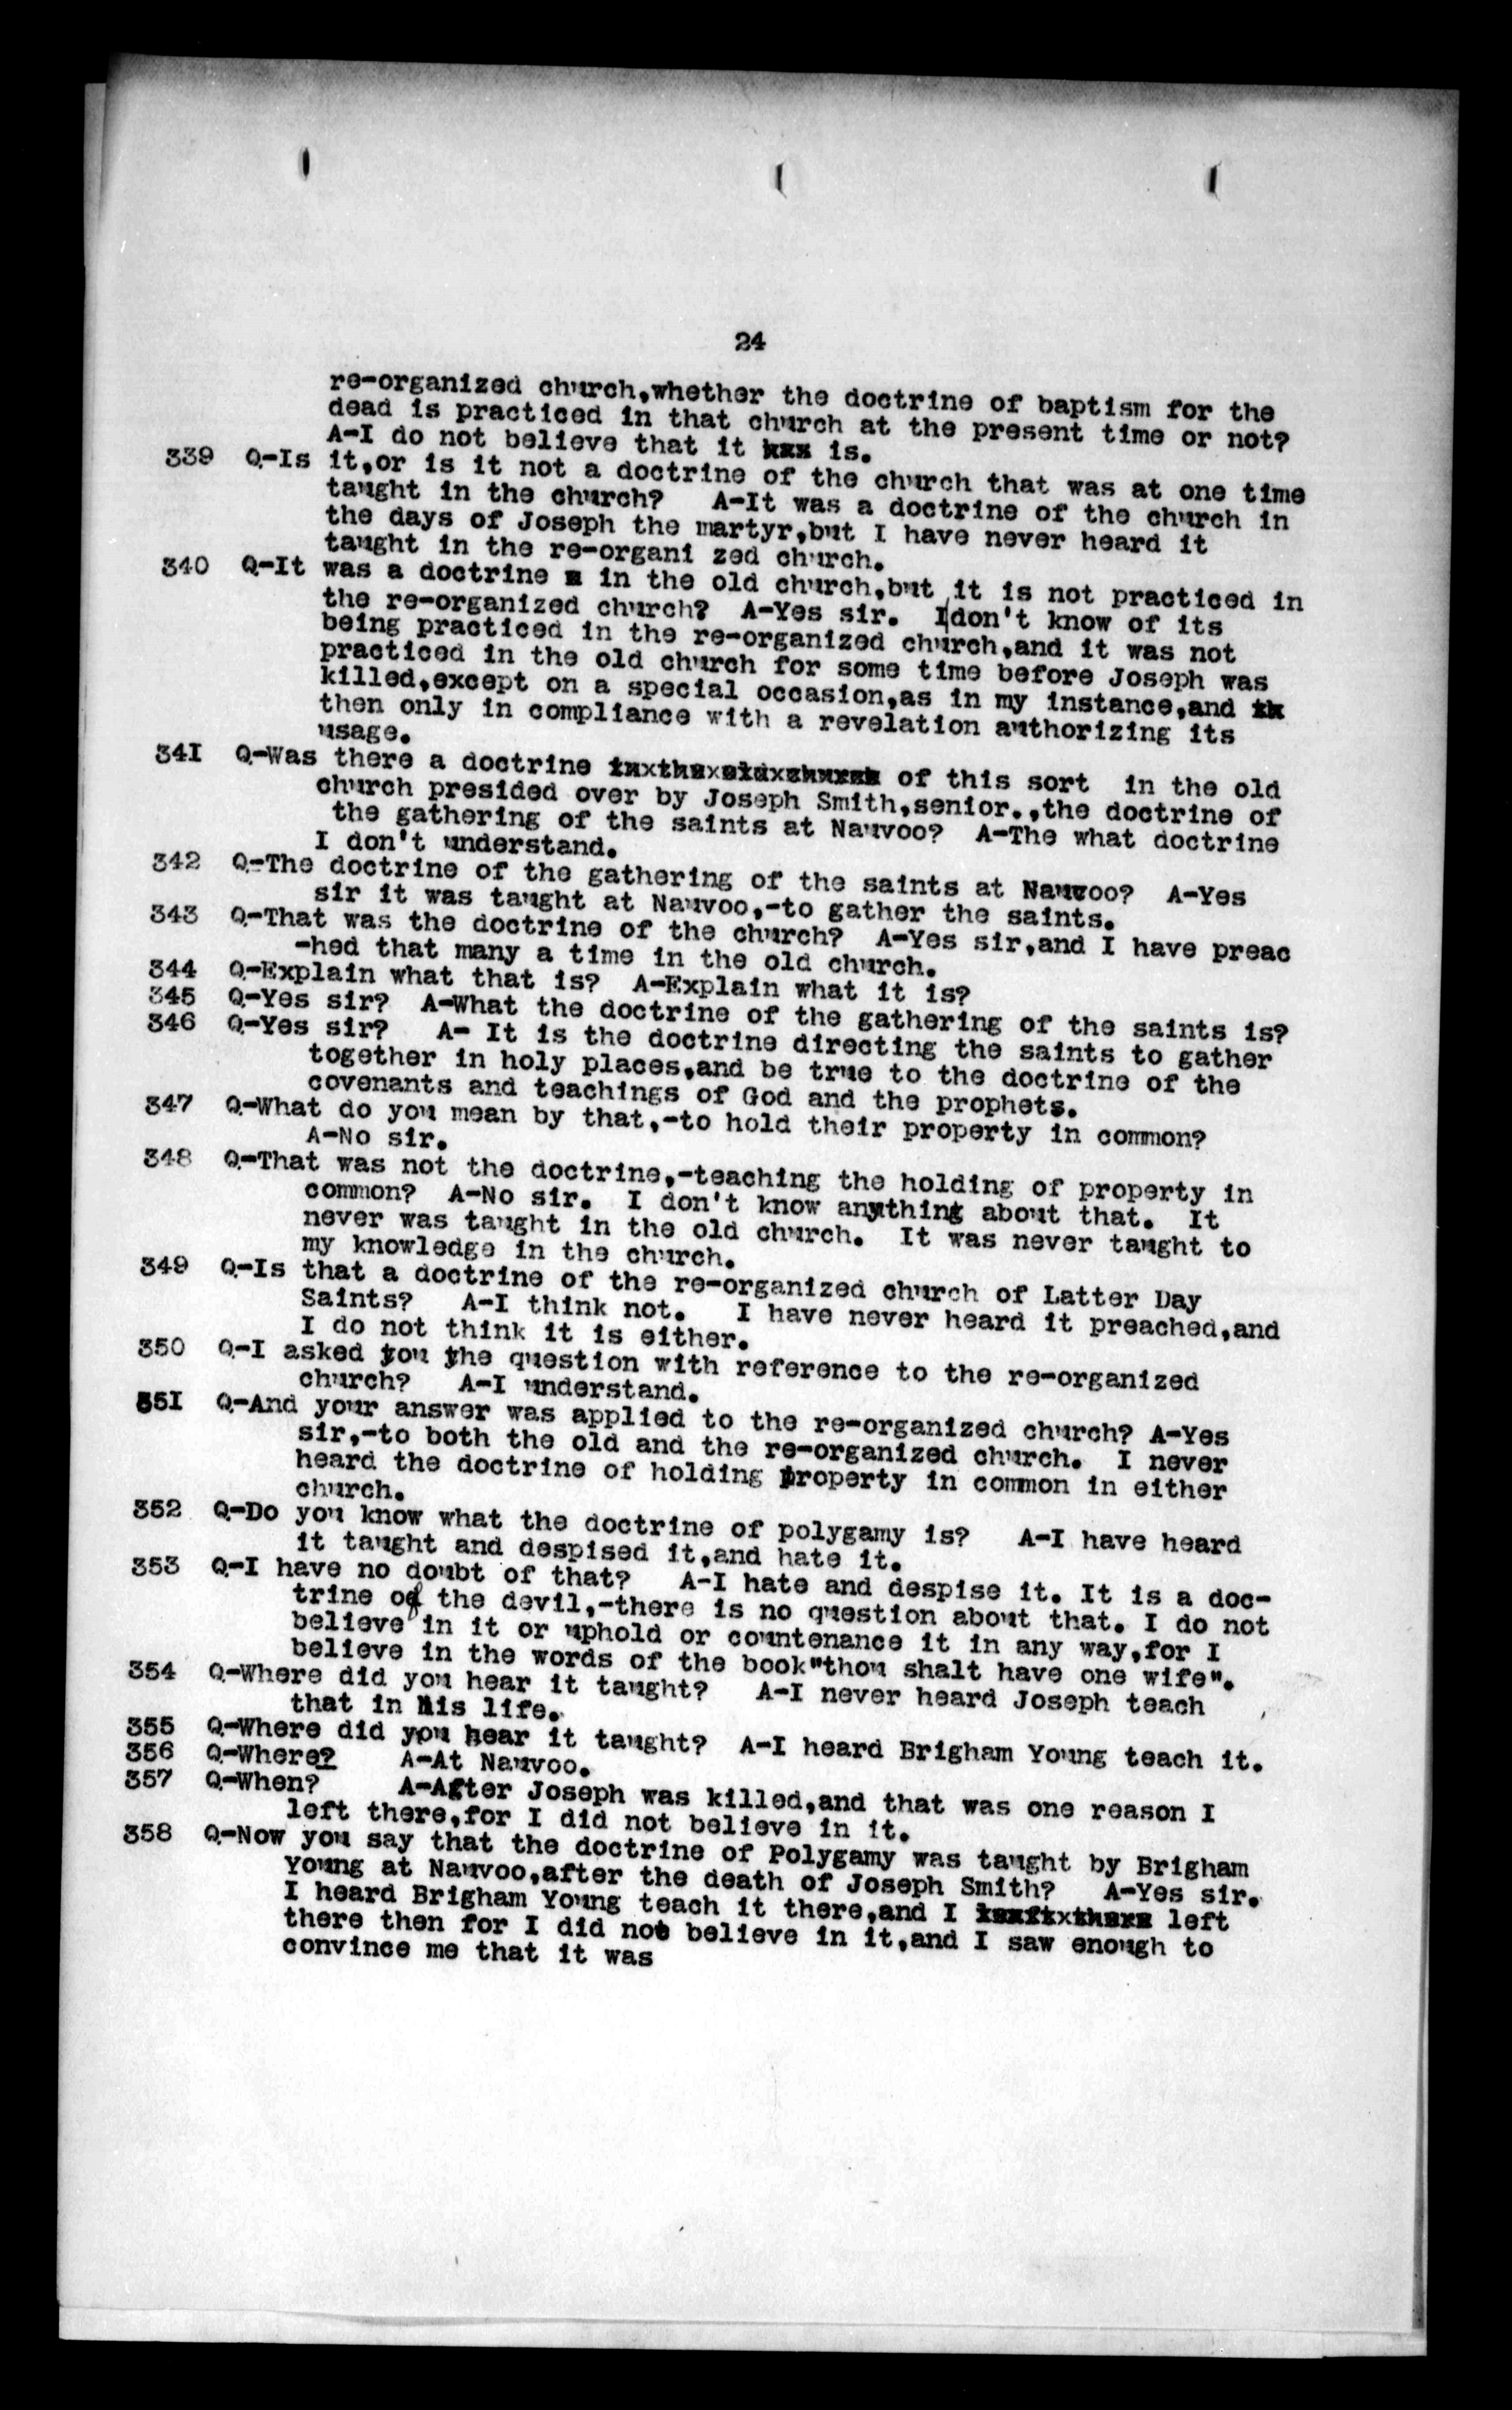 24
re-organized church,whether the doctrine of baptism for the
dead is practiced in that church at the present time or not?
A-I do not believe that it is.
339 Q-Is it,or is it not a doctrine of the church that was at one time
taught in the church? A-It was a doctrine of the church in
the days of Joseph the martyr,but I have never heard it
taught in the re-organi zed church.
340 Q-It was a doctrine in the old church,but it is not practiced in
the re-organized church? A-Yes sir. I don't know of its
being practiced in the re-organized church,and it was not
practiced in the old church for some time before Joseph was
killed,except on a special occasion,as in my instance,and
then only in compliance with a revelation authorizing its
usage.
341 Q-Was there a doctrine of this sort in the old
church presided over by Joseph Smith,senior.,the doctrine of
the gathering of the saints at Nauvoo? A-The what doctrine
I don't understand.
342 Q-The doctrine of the gathering of the saints at Nauvoo? A-Yes
sir it was taught at Nauvoo,-to gather the saints.
343 Q-That was the doctrine of the church? A-Yes sir,and I have preac
-hed that many a time in the old church.
344 Q-Explain what that is? A-Explain what it is?
345 Q-Yes sir? A-What the doctrine of the gathering of the saints is?
346 Q-Yes sir? A- It is the doctrine directing the saints to gather
together in holy places,and be true to the doctrine of the
covenants and teachings of God and the prophets.
347 Q-What do you mean by that,-to hold their property in common?
A-No sir.
348 Q-That was not the doctrine,-teaching the holding of property in
common? A-No sir. I don't know anything about that. It
never was taught in the old church. It was never taught to
my knowledge in the church.
349 Q-Is that a doctrine of the re-organized church of Latter Day
Saints? A-I think not. I have never heard it preached,and
I do not think it is either.
350 Q-I asked you the question with reference to the re-organized
church? A-I understand.
351 Q-And your answer was applied to the re-organized church? A-Yes
sir,-to both the old and the re-organized church. I never
heard the doctrine of holding property in common in either
church.
352 Q-Do you know what the doctrine of polygamy is? A-I have heard
it taught and despised it,and hate it.
353 Q-I have no doubt of that? A-I hate and despise it. It is a doc-
trine of the devil,-there is no question about that. I do not
believe in it or uphold or countenance it in any way,for I
believe in the words of the book"thou shalt have one wife".
354 Q-Where did you hear it taught? A-I never heard Joseph teach
that in his life.
355 Q-Where did you hear it taught? A-I heard Brigham Young teach it.
356 Q-Where? A-At Nauvoo.
357 Q-When? A-After Joseph was killed,and that was one reason I
left there,for I did not believe in it.
358 Q-Now you say that the doctrine of Polygamy was taught by Brigham
Young at Nauvoo,after the death of Joseph Smith? A-Yes sir.
I heard Brigham Young teach it there,and I left
there then for I did not believe in it,and I saw enough to
convince me that it was